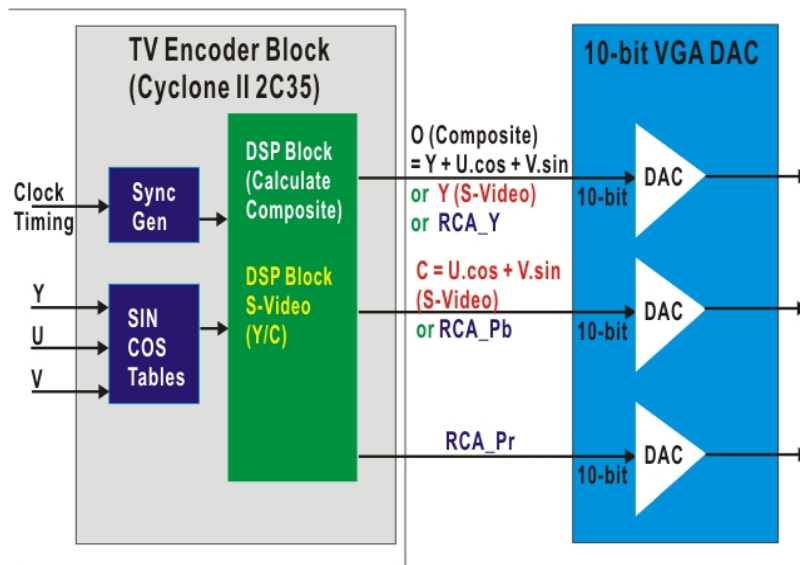 TV Encoder Block
(Cyclone II 2C35)
10-bit VGA DAC
Clock
Timing
Sync
Gen
DSP Block
(Calculate
Composite)
O (Composite)
= Y + U.cos + V.sin
or Y (S-Video)
or RCA_Y
10-bit
DAC
Y
U
V
SIN
COS
Tables
DSP Block
S-Video
(Y/C)
C = U.cos + V.sin
(S-Video)
or RCA_Pb
10-bit
DAC
RCA_Pr
10-bit
DAC